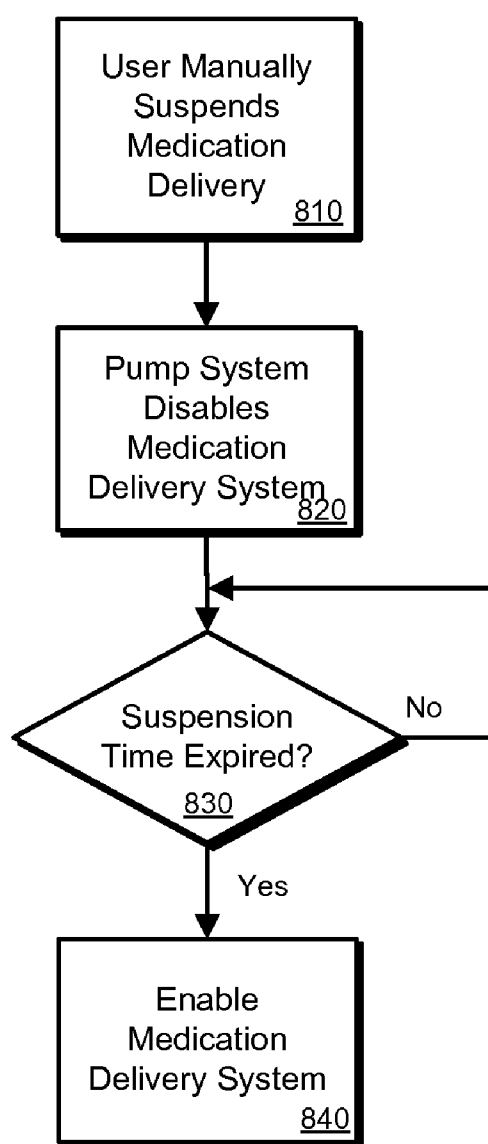 User Manually
Suspends
Medication
Delivery
810
Pump System
Disables
Medication
Delivery System
820
Suspension
Time Expired?
830
No
Yes
Enable
Medication
Delivery System
840